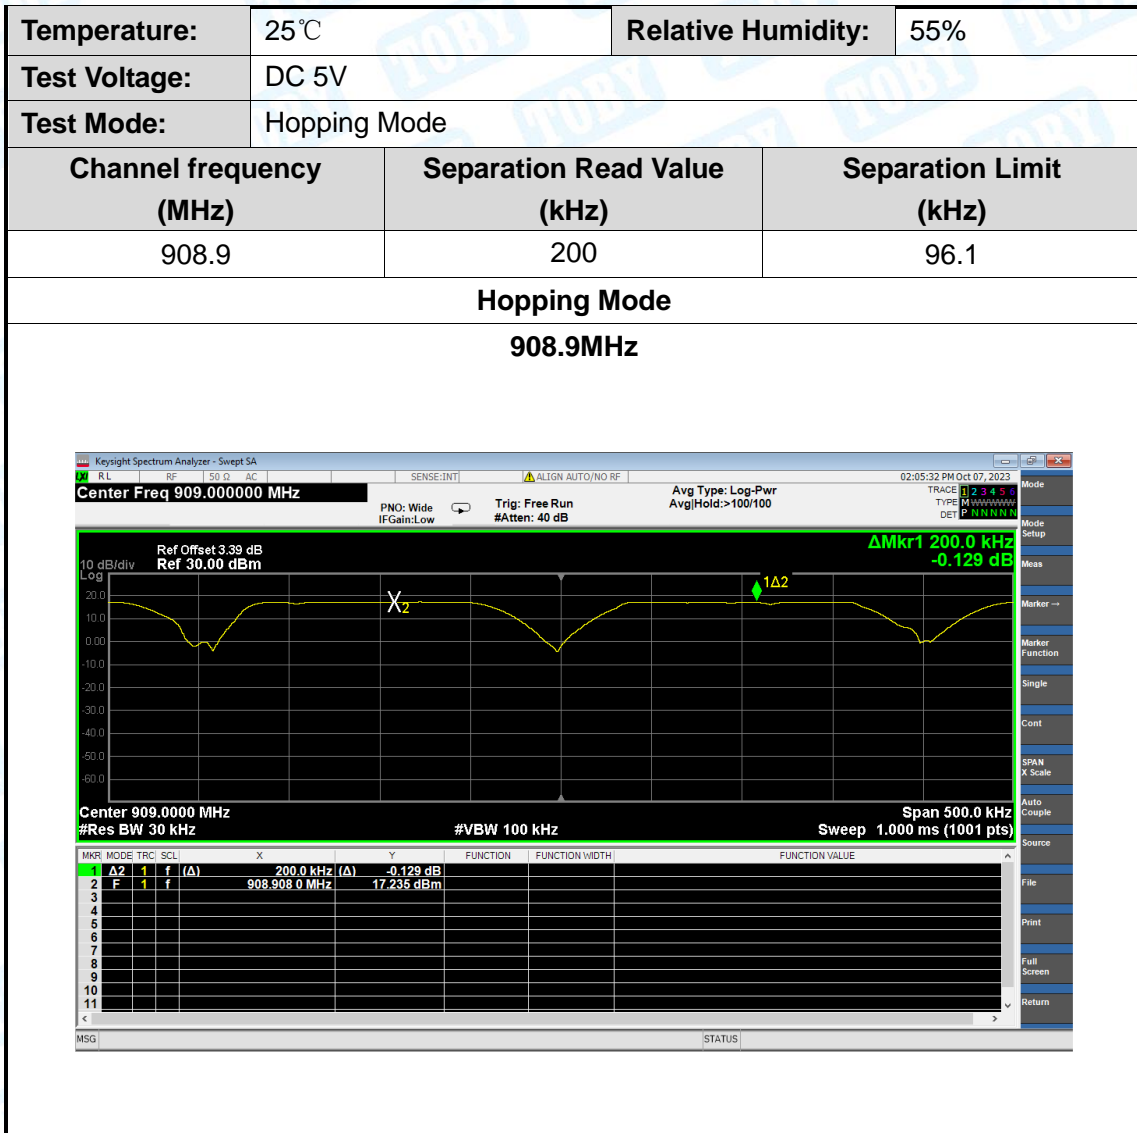 Temperature: 25℃ Relative Humidity: 55%
Test Voltage: DC 5V
Test Mode: Hopping Mode
Channel frequency (MHz) Separation Read Value (kHz) Separation Limit (kHz)
908.9 200 96.1
Hopping Mode
908.9MHz
Keysight Spectrum Analyzer - Swept SA
RL RF 50 Ω AC SENSE:INT ALIGN AUTO/NO RF 02:05:32 PM Oct 07, 2023
Center Freq 909.000000 MHz
PNO: Wide
IFGain:Low
Trig: Free Run
#Atten: 40 dB
Avg Type: Log-Pwr
Avg|Hold:>100/100
TRACE 1 2 3 4 5 6
TYPE M WWWWW
DET P N N N N N
Ref Offset 3.39 dB
10 dB/div Ref 30.00 dBm
Log
ΔMkr1 200.0 kHz
-0.129 dB
20.0
10.0
0.00
-10.0
-20.0
-30.0
-40.0
-50.0
-60.0
X2
1Δ2
Center 909.0000 MHz Span 500.0 kHz
#Res BW 30 kHz #VBW 100 kHz Sweep 1.000 ms (1001 pts)
MKR MODE TRC SCL X Y FUNCTION FUNCTION WIDTH FUNCTION VALUE
1 Δ2 1 f (Δ) 200.0 kHz (Δ) -0.129 dB
2 F 1 f 908.908 0 MHz 17.235 dBm
3
4
5
6
7
8
9
10
11
MSG STATUS
Mode
Mode Setup
Meas
Marker →
Marker Function
Single
Cont
SPAN X Scale
Auto Couple
Source
File
Print
Full Screen
Return
TOBY
TOBY
TOBY
TOBY
TOBY